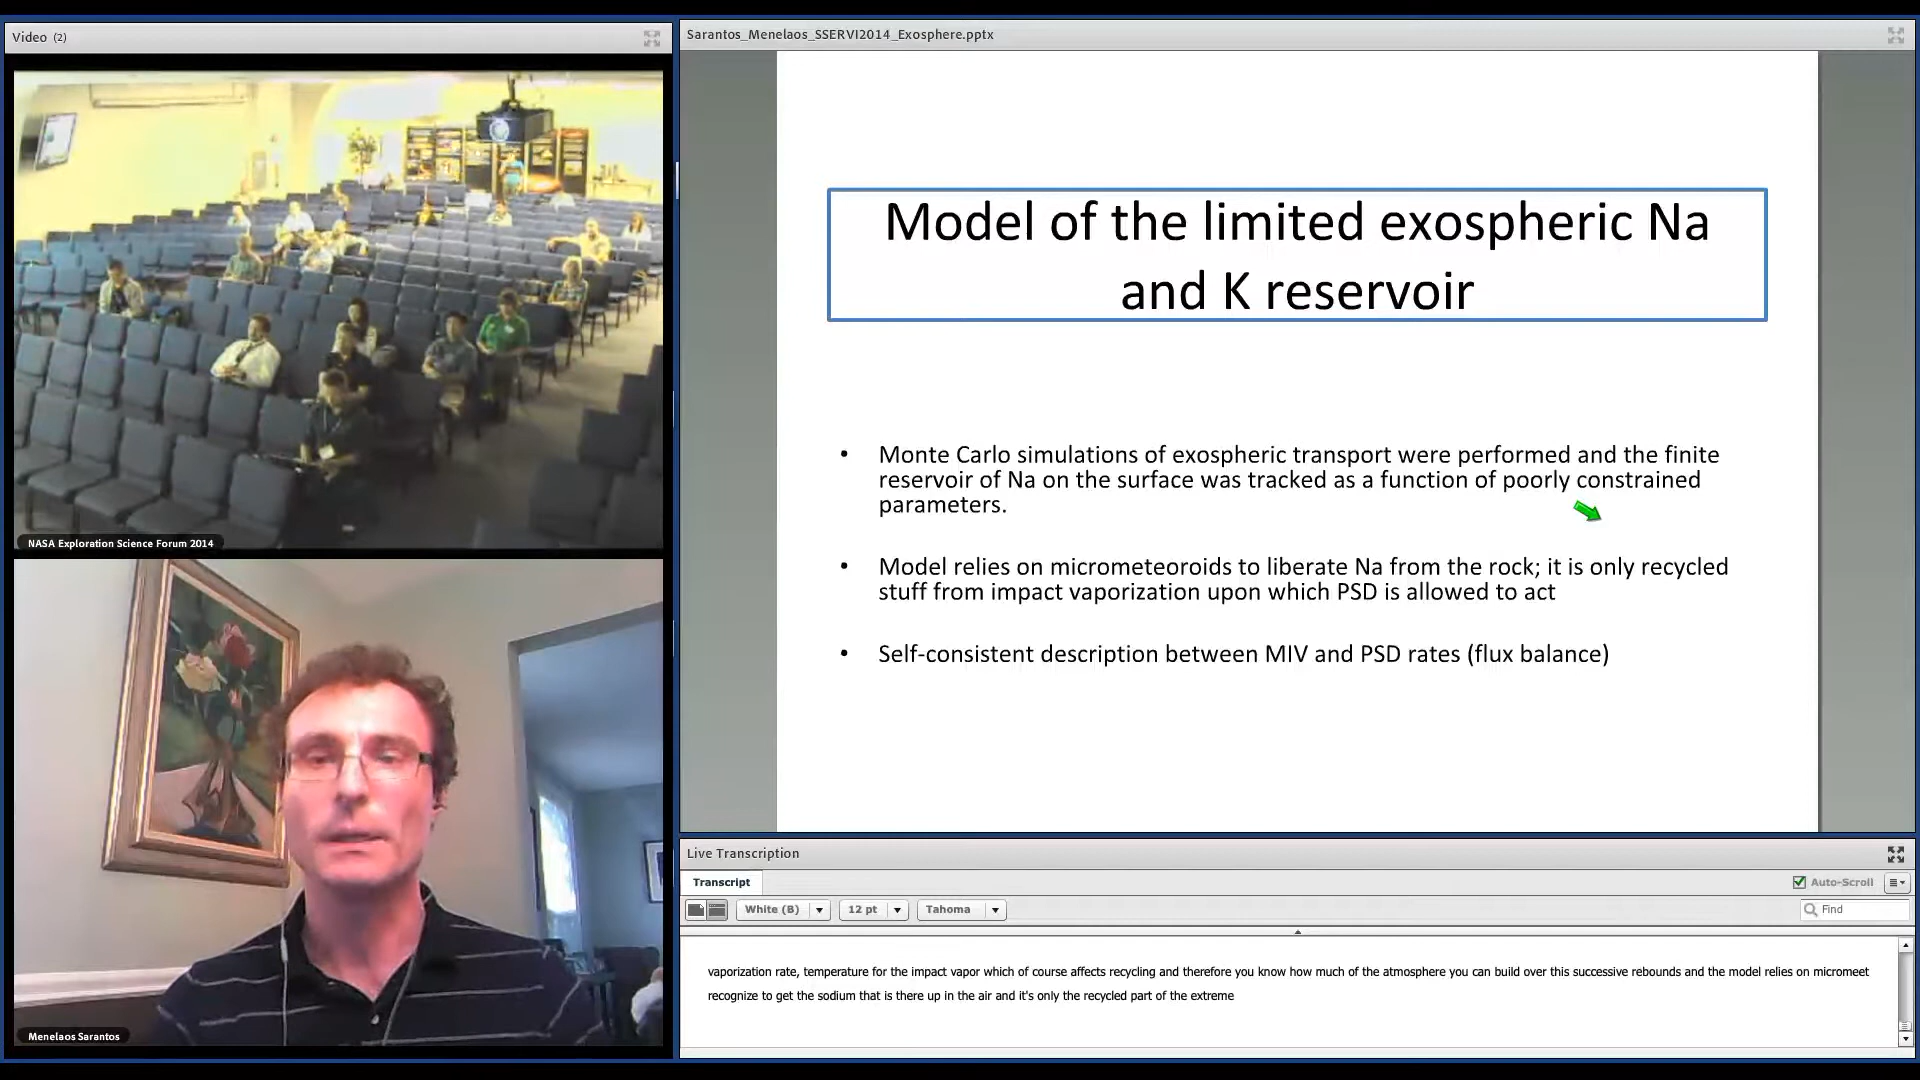 Video (2)
NASA Exploration Science Forum 2014
Menelaos Sarantos
Sarantos_Menelaos_SSERVI2014_Exosphere.pptx
Model of the limited exospheric Na
and K reservoir
• Monte Carlo simulations of exospheric transport were performed and the finite
reservoir of Na on the surface was tracked as a function of poorly constrained
parameters.
• Model relies on micrometeoroids to liberate Na from the rock; it is only recycled
stuff from impact vaporization upon which PSD is allowed to act
• Self-consistent description between MIV and PSD rates (flux balance)
Live Transcription
Transcript
Auto-Scroll
White (B)
12 pt
Tahoma
Find
vaporization rate, temperature for the impact vapor which of course affects recycling and therefore you know how much of the atmosphere you can build over this successive rebounds and the model relies on micromeet
recognize to get the sodium that is there up in the air and it's only the recycled part of the extreme